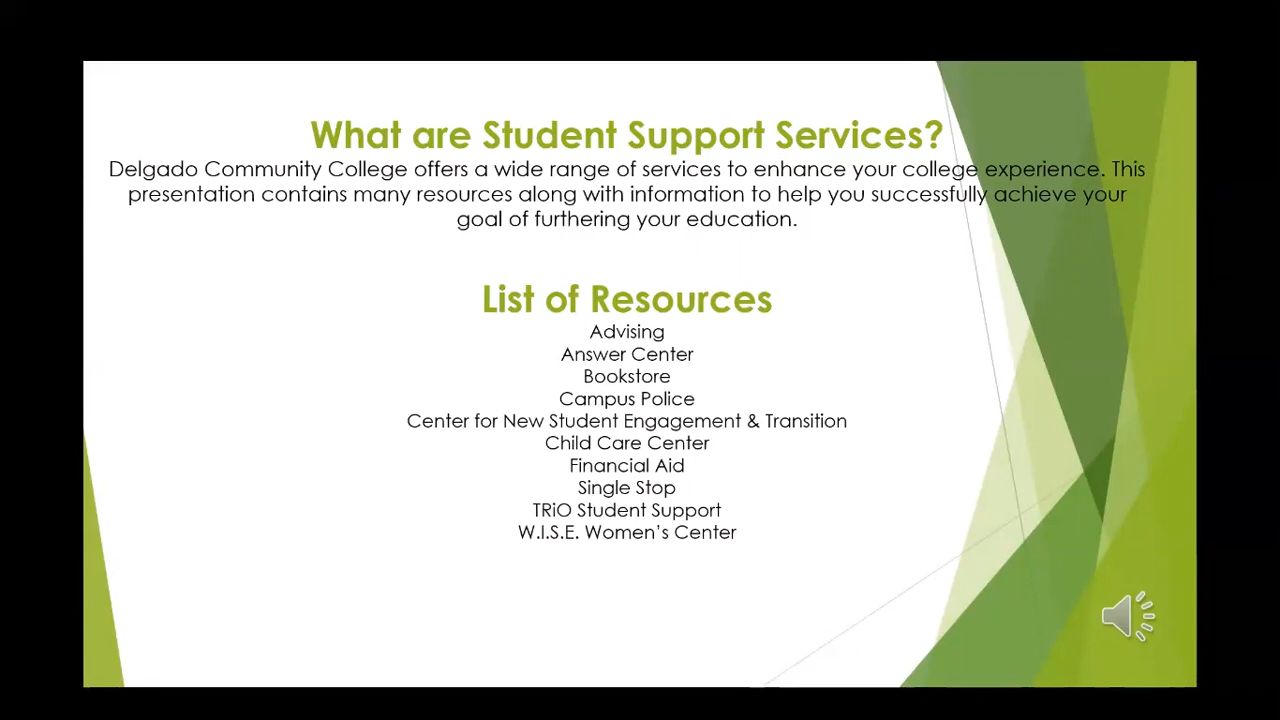 What are Student Support Services?
Delgado Community College offers a wide range of services to enhance your college experience. This
presentation contains many resources along with information to help you successfully achieve your
goal of furthering your education.
List of Resources
Advising
Answer Center
Bookstore
Campus Police
Center for New Student Engagement & Transition
Child Care Center
Financial Aid
Single Stop
TRiO Student Support
W.I.S.E. Women’s Center